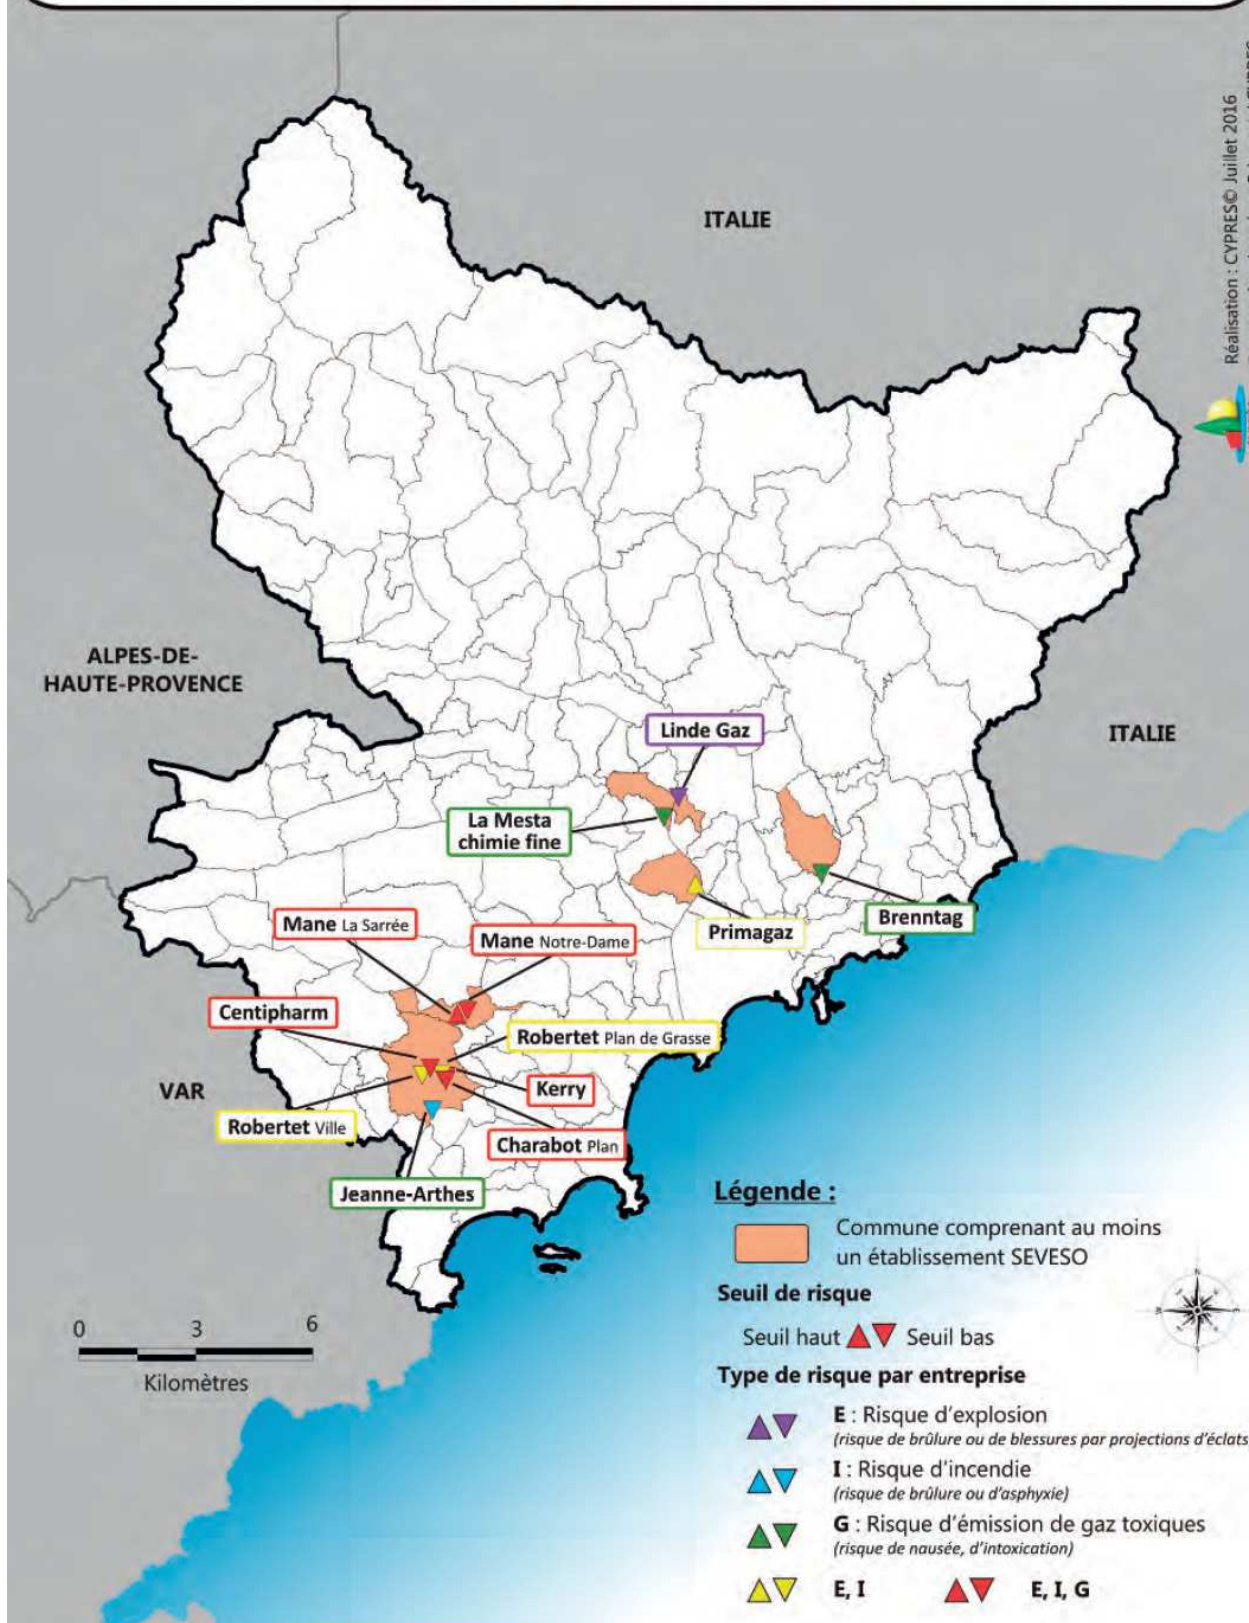 Réalisation : CYPRES© Juillet 2016
ITALIE
ALPES-DE-
HAUTE-PROVENCE
ITALIE
Linde Gaz
La Mesta
chimie fine
Brenntag
Primagaz
Mane La Sarrée
Mane Notre-Dame
Centipharm
Robertet Plan de Grasse
VAR
Kerry
Robertet Ville
Charabot Plan
Jeanne-Arthes
Légende :
Commune comprenant au moins
un établissement SEVESO
Seuil de risque
Seuil haut Seuil bas
Type de risque par entreprise
E : Risque d'explosion
(risque de brûlure ou de blessures par projections d'éclats
I : Risque d'incendie
(risque de brûlure ou d'asphyxie)
G : Risque d'émission de gaz toxiques
(risque de nausée, d'intoxication)
E, I E, I, G
0 3 6
Kilomètres